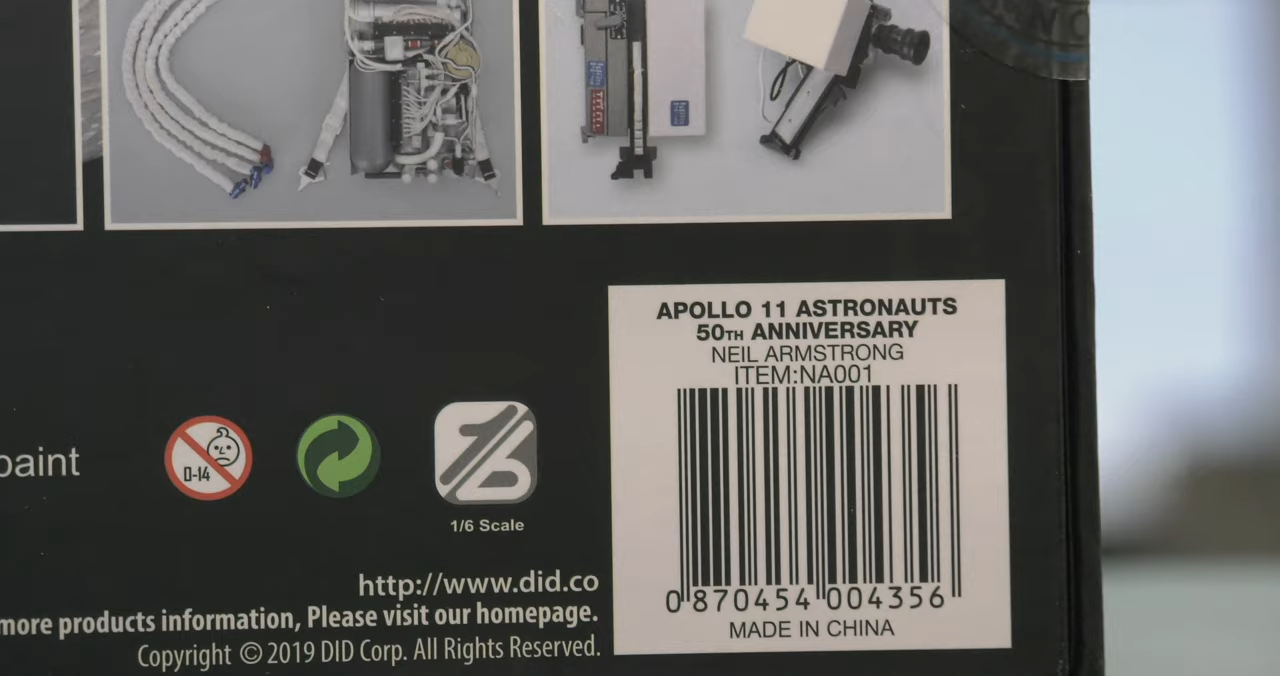 APOLLO 11 ASTRONAUTS
50TH ANNIVERSARY
NEIL ARMSTRONG
ITEM:NA001
0 870454 004356
MADE IN CHINA
paint
0-14
1/6
1/6 Scale
http://www.did.co
more products information, Please visit our homepage.
Copyright © 2019 DID Corp. All Rights Reserved.